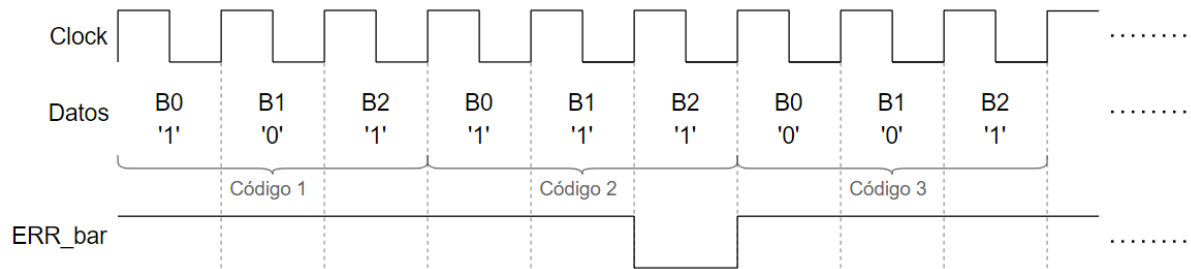 Clock ........
Datos B0 B1 B2 B0 B1 B2 B0 B1 B2 ........
'1' '0' '1' '1' '1' '1' '0' '0' '1'
Código 1 Código 2 Código 3
ERR_bar ........